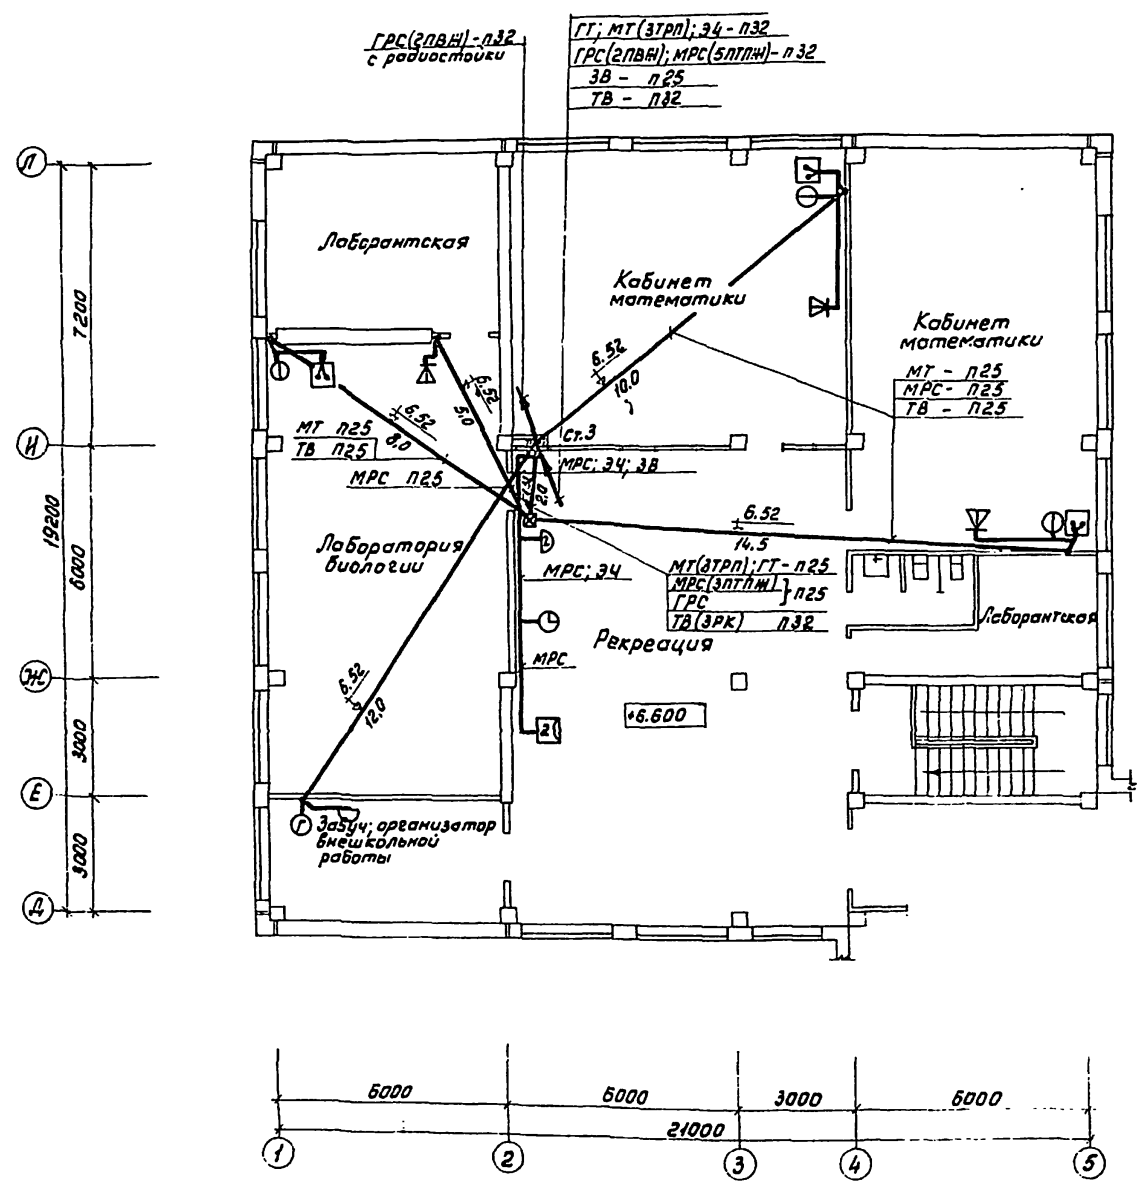 ГРС(2ПВЖ)-п32
с радиостойки
ГТ; МТ(3ТРП); ЭЧ-п32
ГРС(2ПВЖ); МРС(5ПТПЖ)-п32
ЗВ - п25
ТВ - п32
Л
И
Ж
Е
Д
7200
6000
3000
3000
19200
Лаборантская
Кабинет
математики
Кабинет
математики
МТ - п25
МРС- п25
ТВ - п25
6.52
10.0
6.52
5.0
6.52
8.0
МТ п25
ТВ п25
МРС п25
Ст.3
МРС; ЭЧ; ЗВ
2.0
6.52
14.5
Лаборатория
биологии
МРС; ЭЧ
МТ(3ТРП); ГТ-п25
МРС(3ПТПЖ)
ГРС
п25
ТВ(3РК) п32
Лаборантская
Рекреация
МРС
+6.600
6.52
12.0
2
Г
Завуч; организатор
внешкольной
работы
6000
6000
3000
6000
21000
1
2
3
4
5